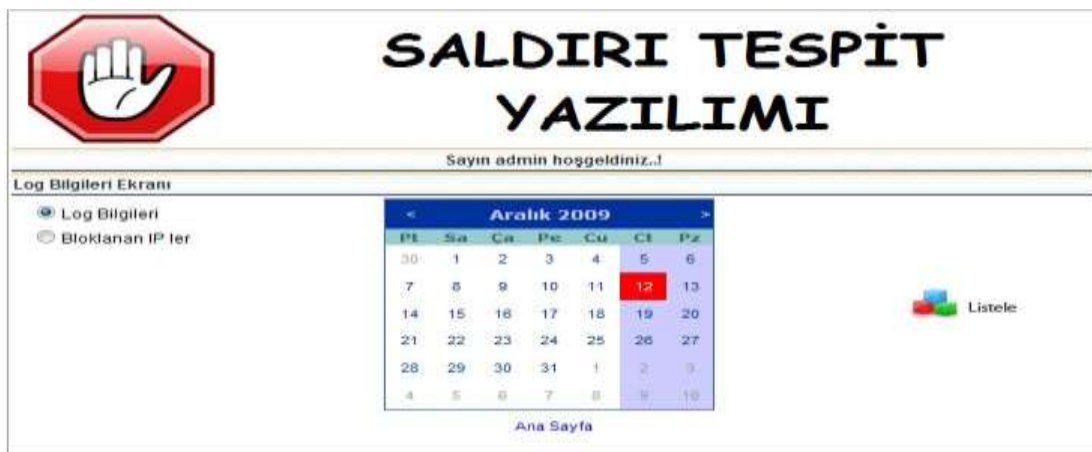 SALDIRI TESPİT
YAZILIMI
Sayın admin hoşgeldiniz..!
Log Bilgileri Ekranı
Log Bilgileri
Bloklanan IP ler
< Aralık 2009 >
Pt Sa Ça Pe Cu Ct Pz
30 1 2 3 4 5 6
7 8 9 10 11 12 13
14 15 16 17 18 19 20
21 22 23 24 25 26 27
28 29 30 31 1 2 3
4 5 6 7 8 9 10
Listele
Ana Sayfa